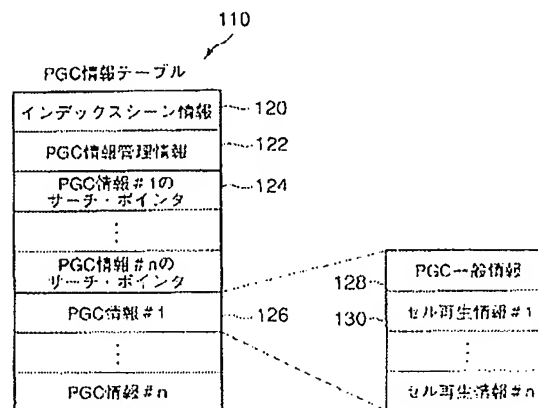 110
PGC情報テーブル
インデックスシーン情報
120
PGC情報管理情報
122
PGC情報#1の
サーチ・ポインタ
124
⋮
PGC情報#nの
サーチ・ポインタ
PGC情報#1
126
⋮
PGC情報#n
PGC一般情報
128
セル再生情報#1
130
⋮
セル再生情報#n